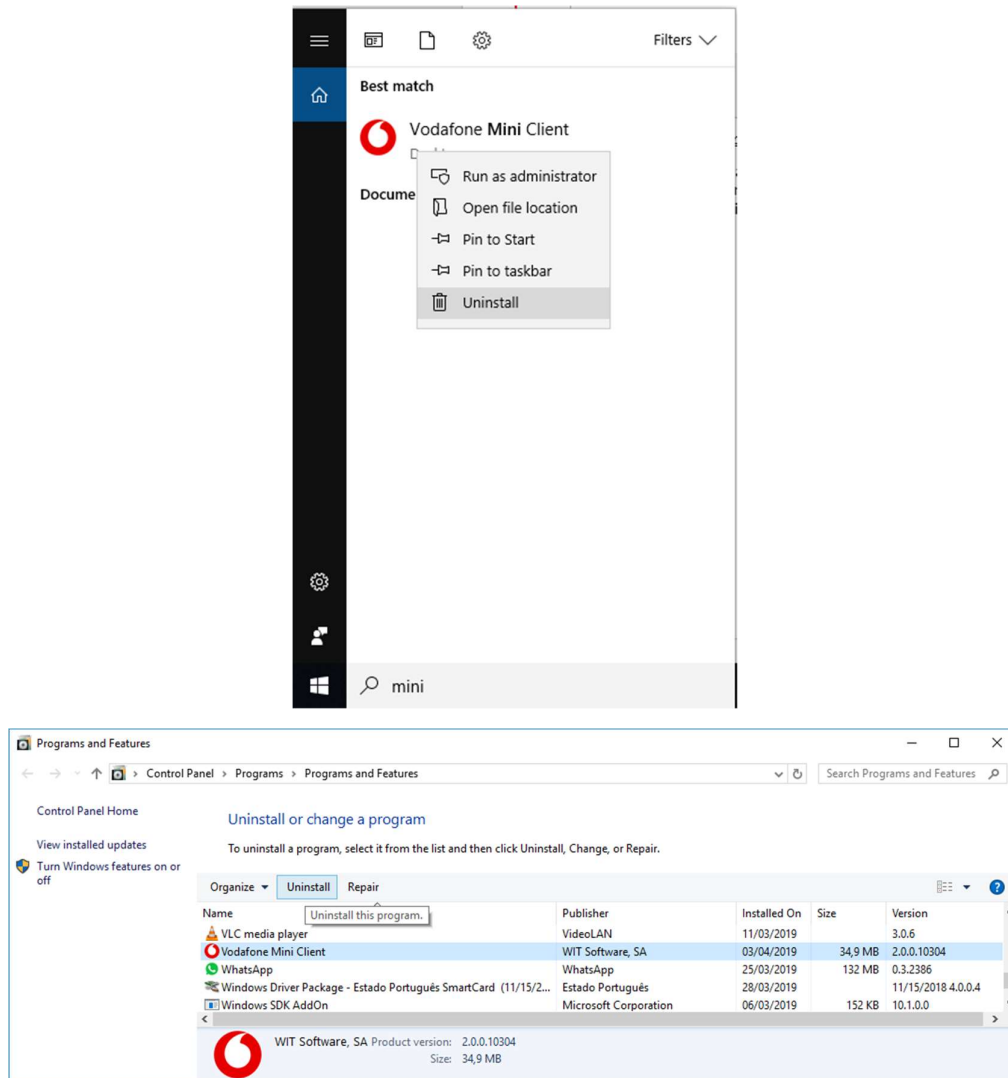 Filters
Best match
Vodafone Mini Client
Run as administrator
Docume
Open file location
Pin to Start
Pin to taskbar
Uninstall
mini
Programs and Features
Control Panel > Programs > Programs and Features
Search Programs and Features
Control Panel Home
Uninstall or change a program
View installed updates
To uninstall a program, select it from the list and then click Uninstall, Change, or Repair.
Turn Windows features on or
off
Organize Uninstall Repair
Name Publisher Installed On Size Version
Uninstall this program.
VLC media player VideoLAN 11/03/2019 3.0.6
Vodafone Mini Client WIT Software, SA 03/04/2019 34,9 MB 2.0.0.10304
WhatsApp WhatsApp 25/03/2019 132 MB 0.3.2386
Windows Driver Package - Estado Português SmartCard (11/15/2... Estado Português 28/03/2019 11/15/2018 4.0.0.4
Windows SDK AddOn Microsoft Corporation 06/03/2019 152 KB 10.1.0.0
WIT Software, SA Product version: 2.0.0.10304
Size: 34,9 MB